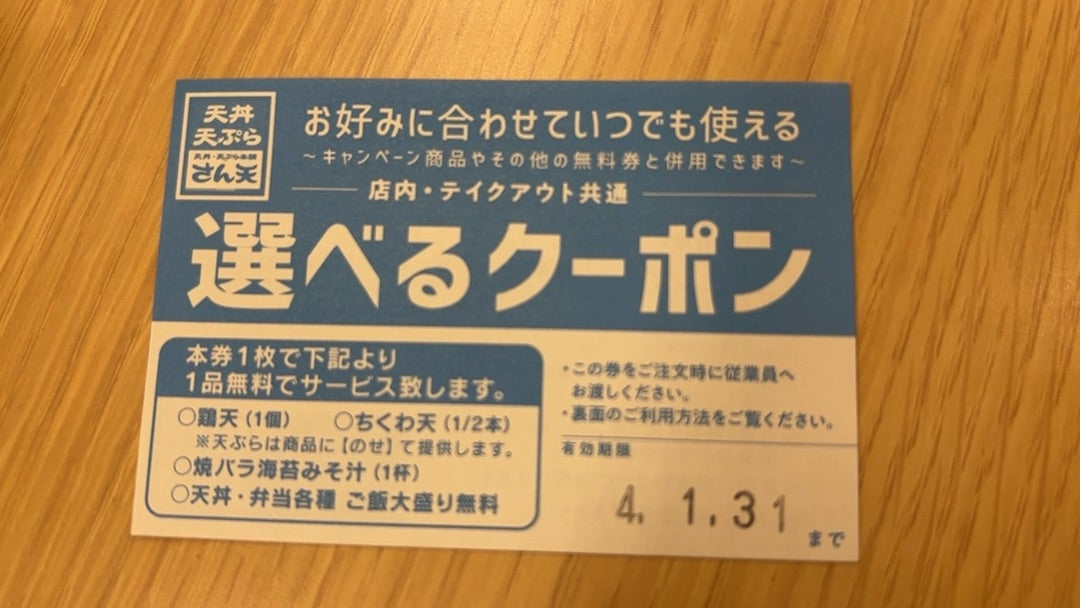 天丼
天ぷら
天丼・天ぷら本舗
さん天
お好みに合わせていつでも使える
～キャンペーン商品やその他の無料券と併用できます～
店内・テイクアウト共通
選べるクーポン
本券1枚で下記より
1品無料でサービス致します。
○鶏天(1個) ○ちくわ天(1/2本)
※天ぷらは商品に【のせ】て提供します。
○焼バラ海苔みそ汁(1杯)
○天丼・弁当各種 ご飯大盛り無料
・この券をご注文時に従業員へ
お渡しください。
・裏面のご利用方法をご覧ください。
有効期限
4. 1.31
まで